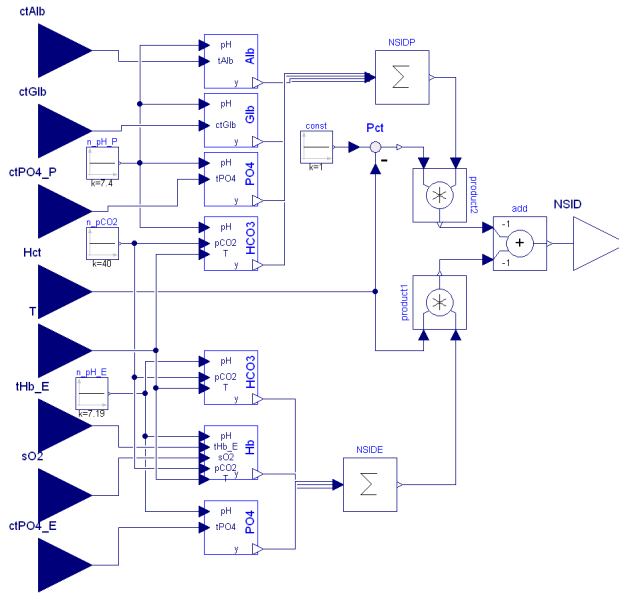 ctAlb
ctGlb
n_pH_P
k=7.4
ctPO4_P
n_pCO2
k=40
Hct
T
n_pH_E
k=7.19
tHb_E
sO2
ctPO4_E
pH
tAlb
y
Alb
pH
ctGlb
y
Glb
pH
tPO4
y
PO4
pH
pCO2
T
y
HCO3
pH
pCO2
T
y
HCO3
pH
tHb_E
sO2
pCO2
T
y
Hb
pH
tPO4
y
PO4
NSIDP
Σ
const
k=1
Pct
-
*
product2
*
product1
add
-1
+
-1
NSID
NSIDE
Σ